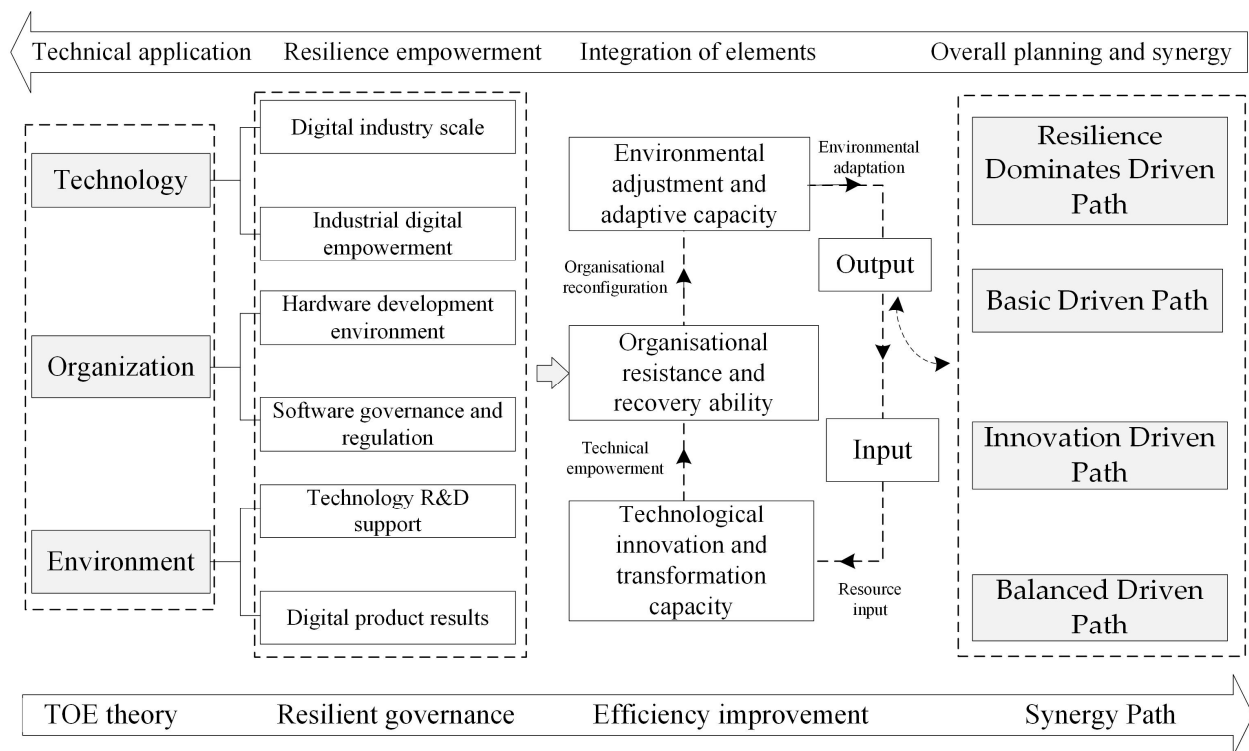 Technical application
Resilience empowerment
Integration of elements
Overall planning and synergy
Technology
Organization
Environment
Digital industry scale
Industrial digital
empowerment
Hardware development
environment
Software governance and
regulation
Technology R&D
support
Digital product results
Environmental
adjustment and
adaptive capacity
Organisational
reconfiguration
Organisational
resistance and
recovery ability
Technical
empowerment
Technological
innovation and
transformation
capacity
Environmental
adaptation
Output
Input
Resource
input
Resilience
Dominates Driven
Path
Basic Driven Path
Innovation Driven
Path
Balanced Driven
Path
TOE theory
Resilient governance
Efficiency improvement
Synergy Path